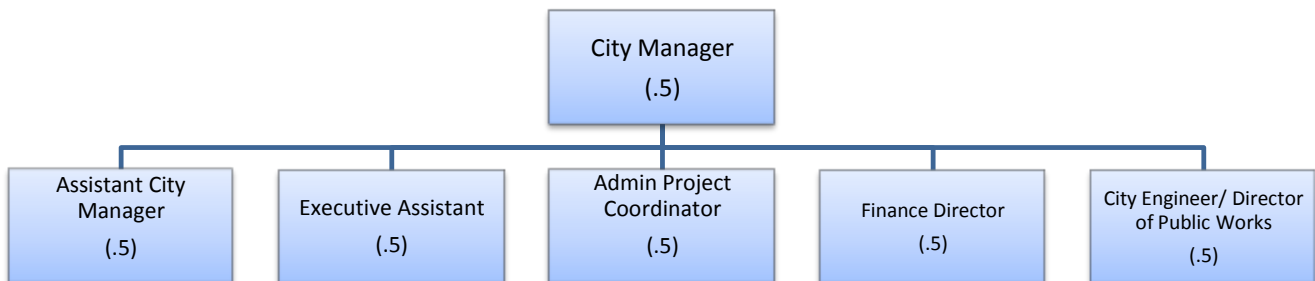 City Manager
(.5)
Assistant City
Manager
(.5)
Executive Assistant
(.5)
Admin Project
Coordinator
(.5)
Finance Director
(.5)
City Engineer/ Director
of Public Works
(.5)